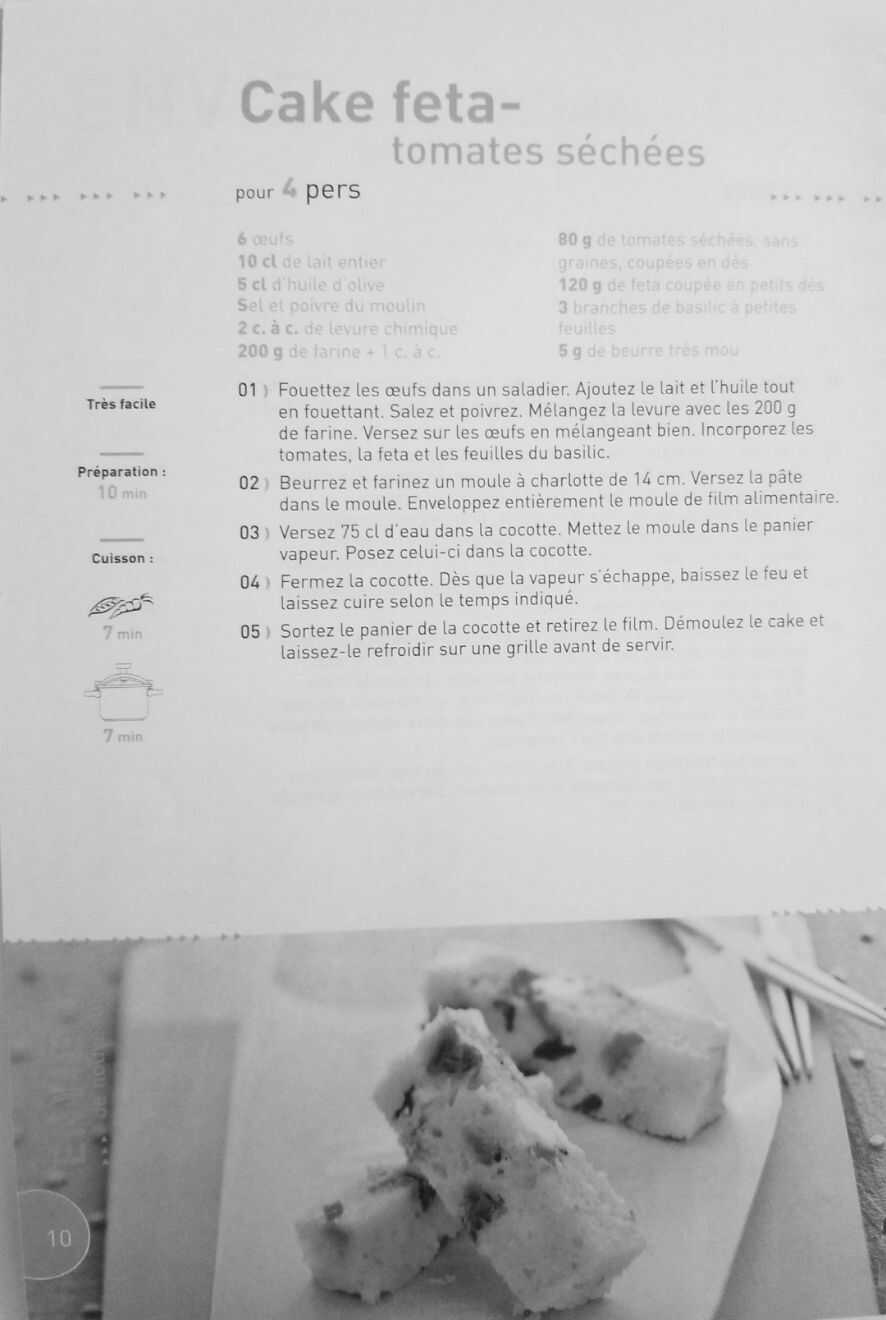 Cake feta-
tomates séchées
pour 4 pers
6 œufs
10 cl de lait entier
5 cl d'huile d'olive
Sel et poivre du moulin
2 c. à c. de levure chimique
200 g de farine + 1 c. à c.
80 g de tomates séchées, sans
graines, coupées en dés
120 g de feta coupée en petits dés
3 branches de basilic à petites
feuilles
5 g de beurre très mou
Très facile
Préparation :
10 min
Cuisson :
7 min
7 min
01 Fouettez les œufs dans un saladier. Ajoutez le lait et l'huile tout
en fouettant. Salez et poivrez. Mélangez la levure avec les 200 g
de farine. Versez sur les œufs en mélangeant bien. Incorporez les
tomates, la feta et les feuilles du basilic.
02 Beurrez et farinez un moule à charlotte de 14 cm. Versez la pâte
dans le moule. Enveloppez entièrement le moule de film alimentaire.
03 Versez 75 cl d'eau dans la cocotte. Mettez le moule dans le panier
vapeur. Posez celui-ci dans la cocotte.
04 Fermez la cocotte. Dès que la vapeur s'échappe, baissez le feu et
laissez cuire selon le temps indiqué.
05 Sortez le panier de la cocotte et retirez le film. Démoulez le cake et
laissez-le refroidir sur une grille avant de servir.
10